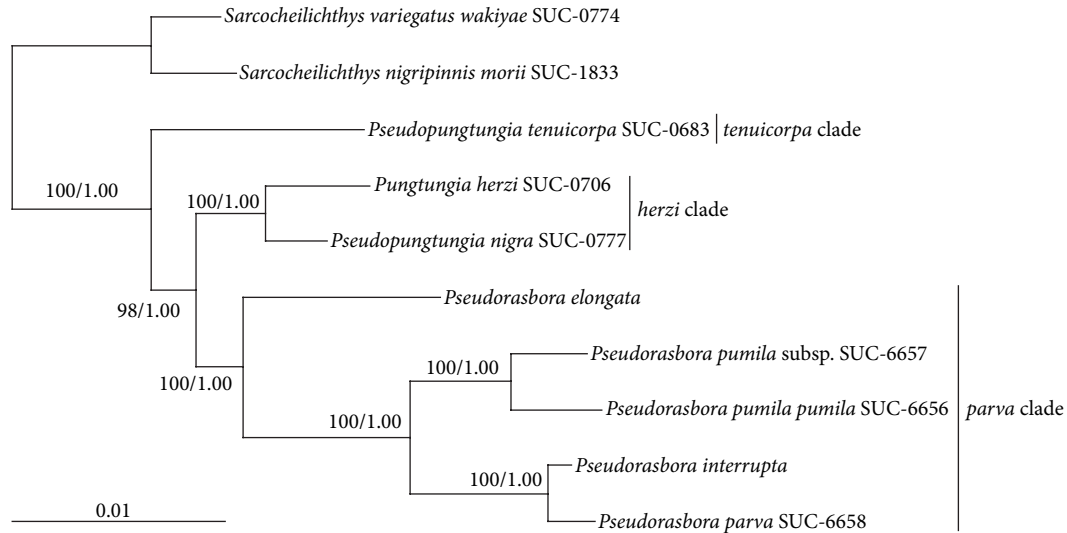 Sarcocheilichthys variegatus wakiyae SUC-0774
Sarcocheilichthys nigripinnis morii SUC-1833
Pseudopungtungia tenuicorpa SUC-0683
tenuicorpa clade
100/1.00
100/1.00
Pungtungia herzi SUC-0706
herzi clade
Pseudopungtungia nigra SUC-0777
98/1.00
Pseudorasbora elongata
100/1.00
Pseudorasbora pumila subsp. SUC-6657
100/1.00
Pseudorasbora pumila pumila SUC-6656
parva clade
100/1.00
Pseudorasbora interrupta
100/1.00
Pseudorasbora parva SUC-6658
0.01